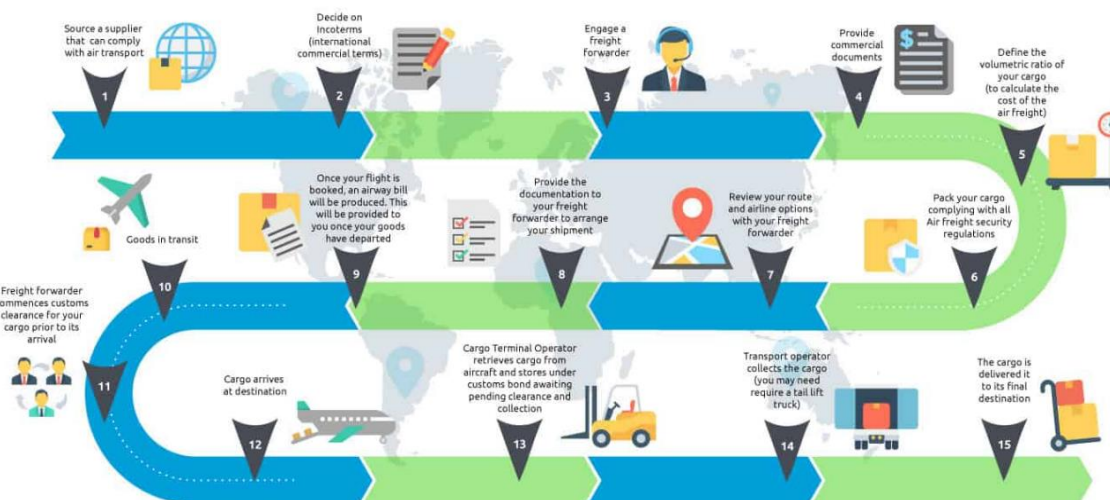 1
Source a supplier
that can comply
with air transport
2
Decide on
Incoterms
(international
commercial terms)
3
Engage a
freight
forwarder
4
Provide
commercial
documents
$
5
Define the
volumetric ratio of
your cargo
(to calculate the
cost of the
air freight)
6
Pack your cargo
complying with all
Air freight security
regulations
7
Review your route
and airline options
with your freight
forwarder
8
Provide the
documentation to
your freight
forwarder to arrange
your shipment
9
Once your flight is
booked, an airway bill
will be produced. This
will be provided to
you once your goods
have departed
10
Goods in transit
11
Freight forwarder
ommences customs
clearance for your
cargo prior to its
arrival
12
Cargo arrives
at destination
13
Cargo Terminal Operator
retrieves cargo from
aircraft and stores under
customs bond awaiting
pending clearance and
collection
14
Transport operator
collects the cargo
(you may need
require a tail lift
truck)
15
The cargo is
delivered it
to its final
destination